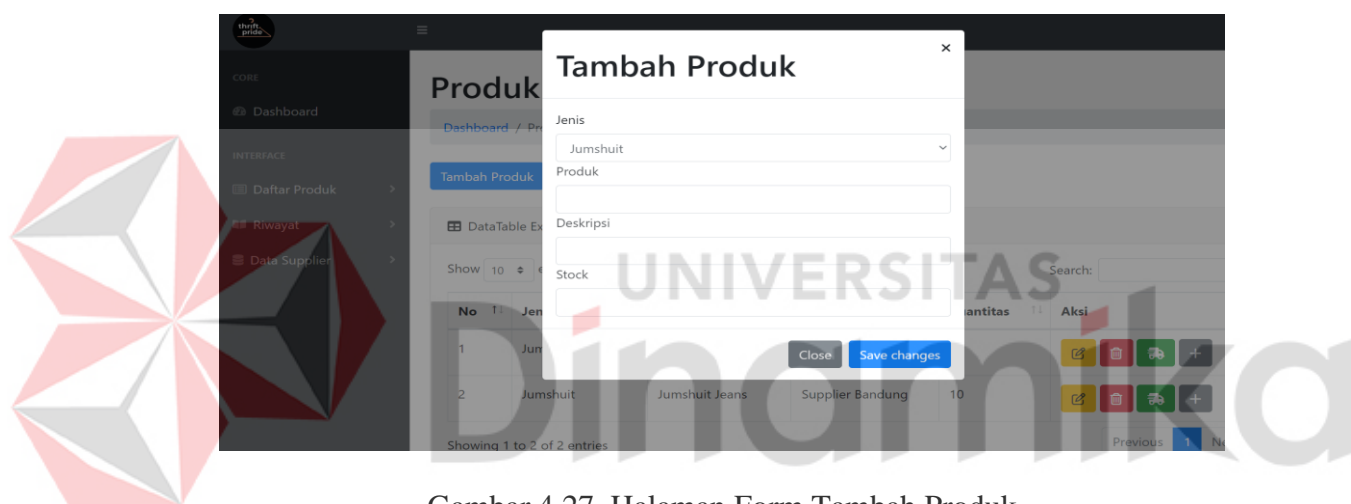 thrift
pride
CORE
Dashboard
INTERFACE
Daftar Produk
Riwayat
Data Supplier
Produk
Dashboard / Pr
Tambah Produk
DataTable Ex
Show 10
Search:
No Jen antitas Aksi
1 Jum
2 Jumshuit Jumshuit Jeans Supplier Bandung 10
Showing 1 to 2 of 2 entries
Previous 1 Ne
Tambah Produk ×
Jenis
Jumshuit
Produk
Deskripsi
Stock
Close Save changes
UNIVERSITAS
Dinamika
Gambar 4.27. Halaman Form Tambah Produk